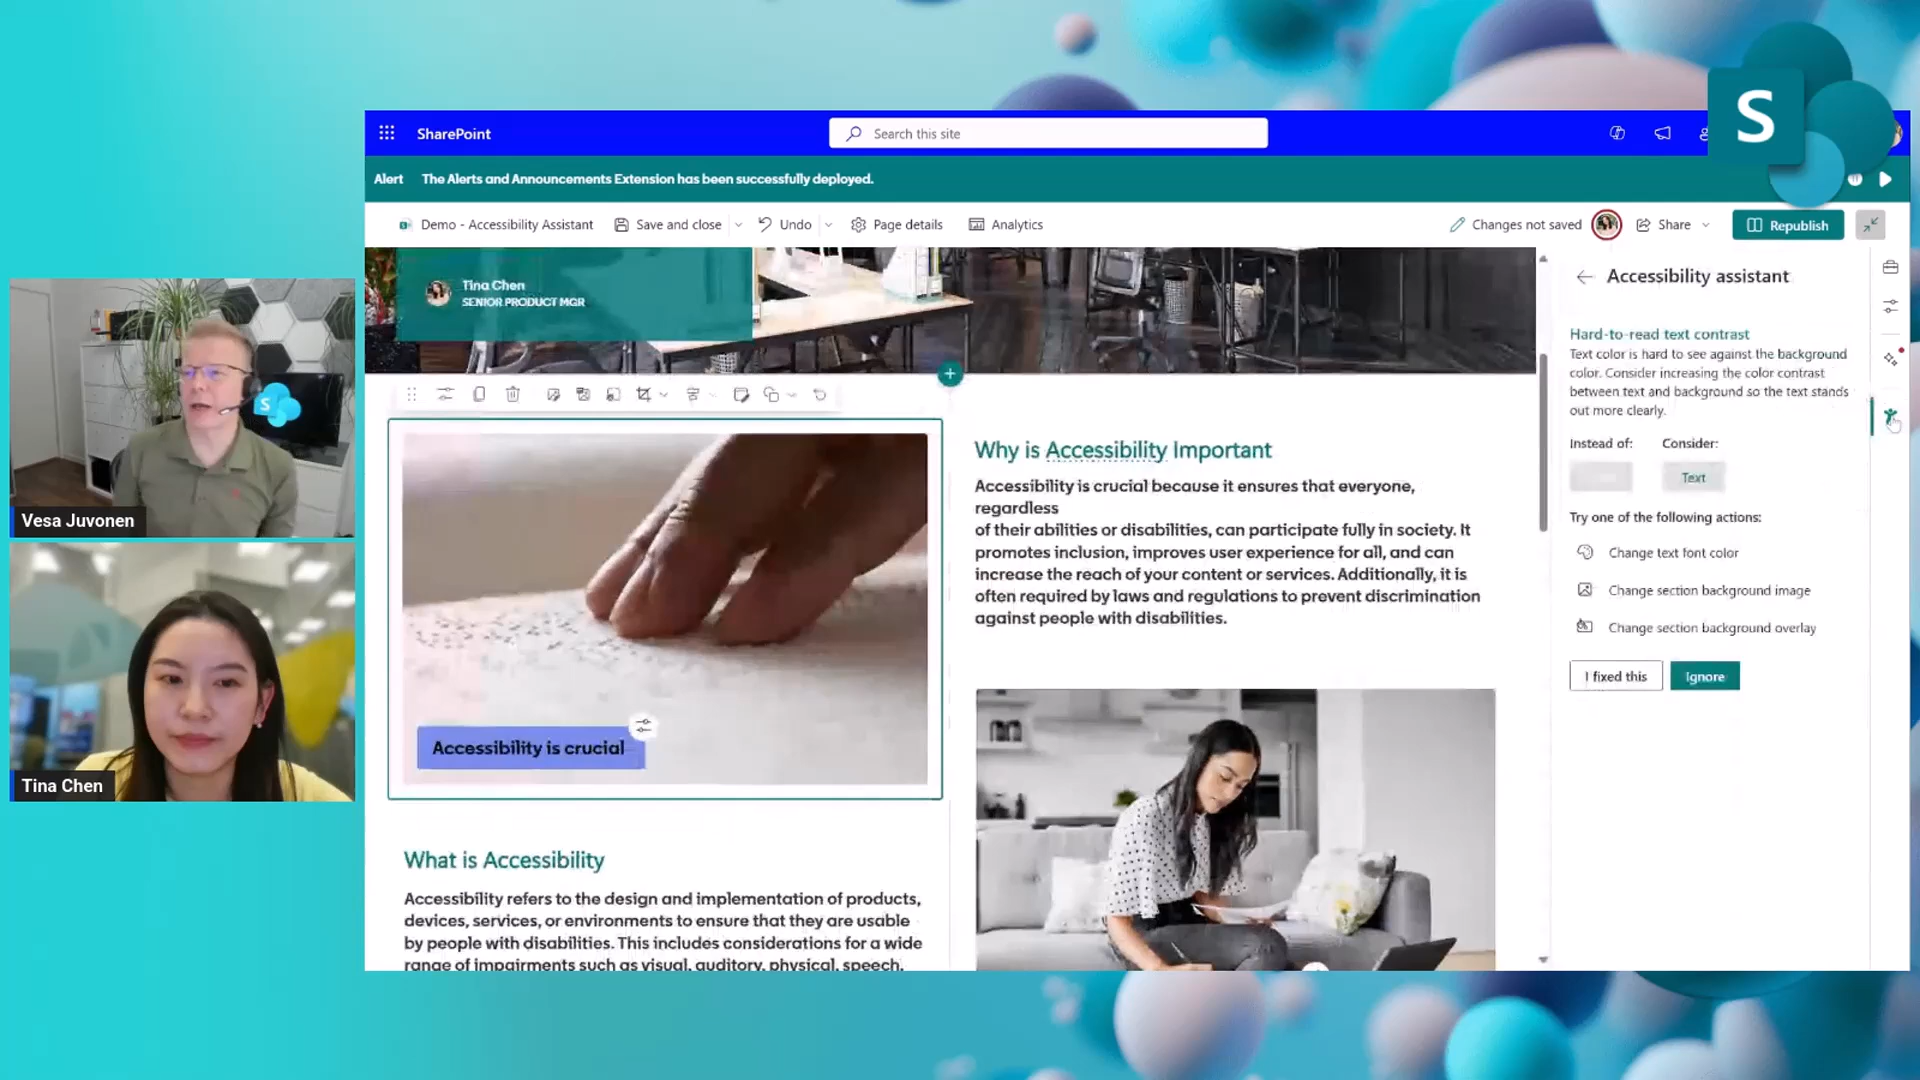 SharePoint
Search this site
S
Alert The Alerts and Announcements Extension has been successfully deployed.
Demo - Accessibility Assistant
Save and close
Undo
Page details
Analytics
Changes not saved
Share
Republish
Tina Chen
SENIOR PRODUCT MGR
Accessibility is crucial
What is Accessibility
Accessibility refers to the design and implementation of products,
devices, services, or environments to ensure that they are usable
by people with disabilities. This includes considerations for a wide
range of impairments such as visual, auditory, physical, speech,
Why is Accessibility Important
Accessibility is crucial because it ensures that everyone,
regardless
of their abilities or disabilities, can participate fully in society. It
promotes inclusion, improves user experience for all, and can
increase the reach of your content or services. Additionally, it is
often required by laws and regulations to prevent discrimination
against people with disabilities.
Accessibility assistant
Hard-to-read text contrast
Text color is hard to see against the background
color. Consider increasing the color contrast
between text and background so the text stands
out more clearly.
Instead of: Consider:
Text
Try one of the following actions:
Change text font color
Change section background image
Change section background overlay
I fixed this
Ignore
S
Vesa Juvonen
Tina Chen